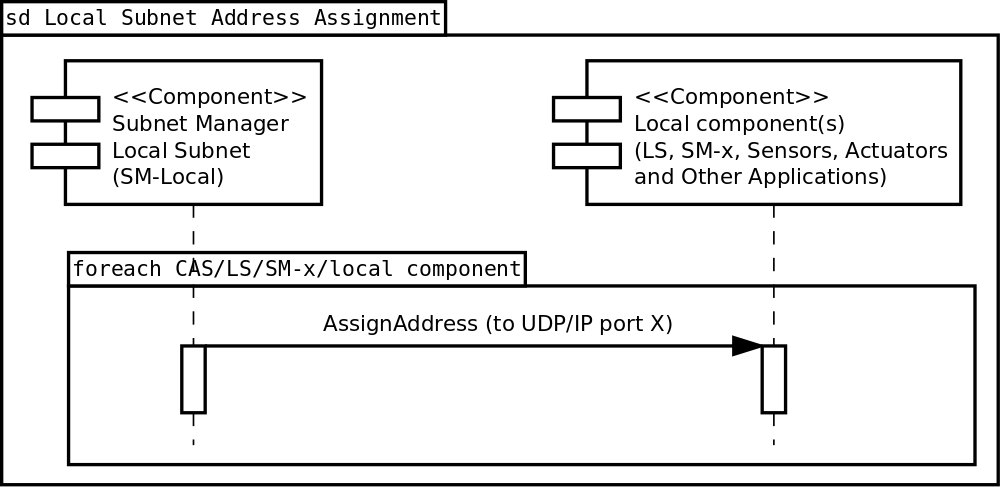 sd Local Subnet Address Assignment
<<Component>>
Subnet Manager
Local Subnet
(SM-Local)
<<Component>>
Local component(s)
(LS, SM-x, Sensors, Actuators
and Other Applications)
foreach CAS/LS/SM-x/local component
AssignAddress (to UDP/IP port X)